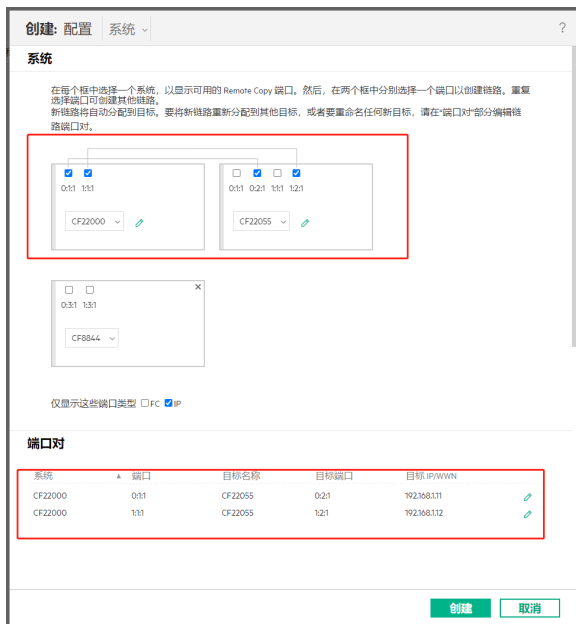 创建: 配置 系统 ?
系统
在每个框中选择一个系统，以显示可用的 Remote Copy 端口。然后，在两个框中分别选择一个端口以创建链路。重复
选择端口可创建其他链路。
新链路将自动分配到目标。要将新链路重新分配到其他目标，或者要重命名任何新目标，请在"端口对"部分编辑链
路端口对。
0:1:1 1:1:1
CF22000
0:1:1 0:2:1 1:1:1 1:2:1
CF22055
0:3:1 1:3:1
CF8844
仅显示这些端口类型 FC IP
端口对
系统 端口 目标名称 目标端口 目标 IP/WWN
CF22000 0:1:1 CF22055 0:2:1 192.168.1.11
CF22000 1:1:1 CF22055 1:2:1 192.168.1.12
创建 取消